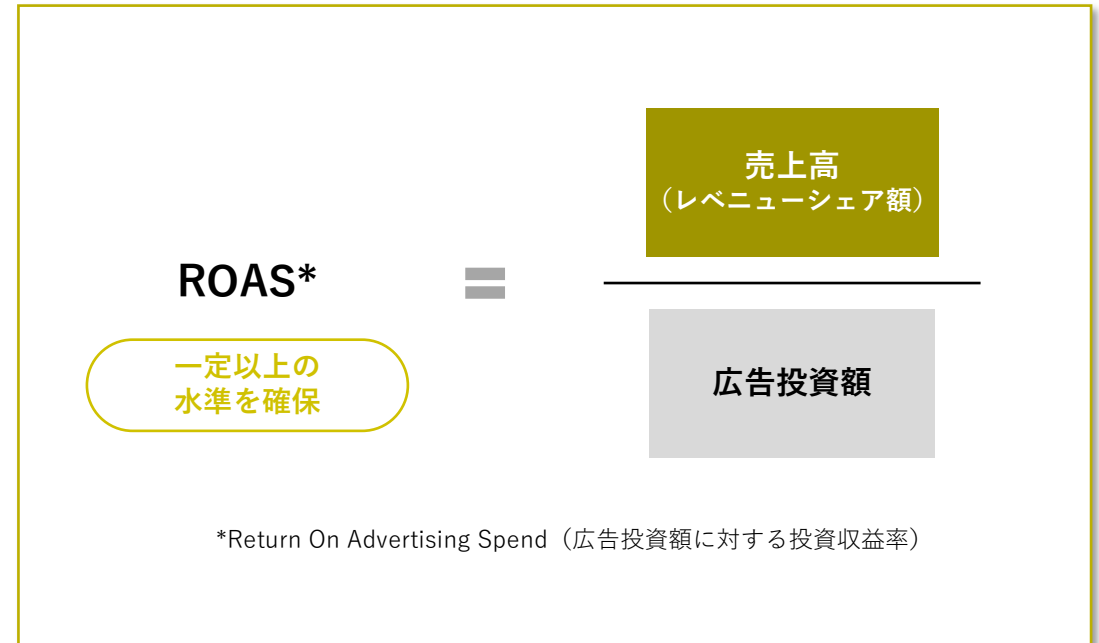 売上高
（レベニューシェア額）
ROAS*
=
一定以上の
水準を確保
広告投資額
*Return On Advertising Spend（広告投資額に対する投資収益率）